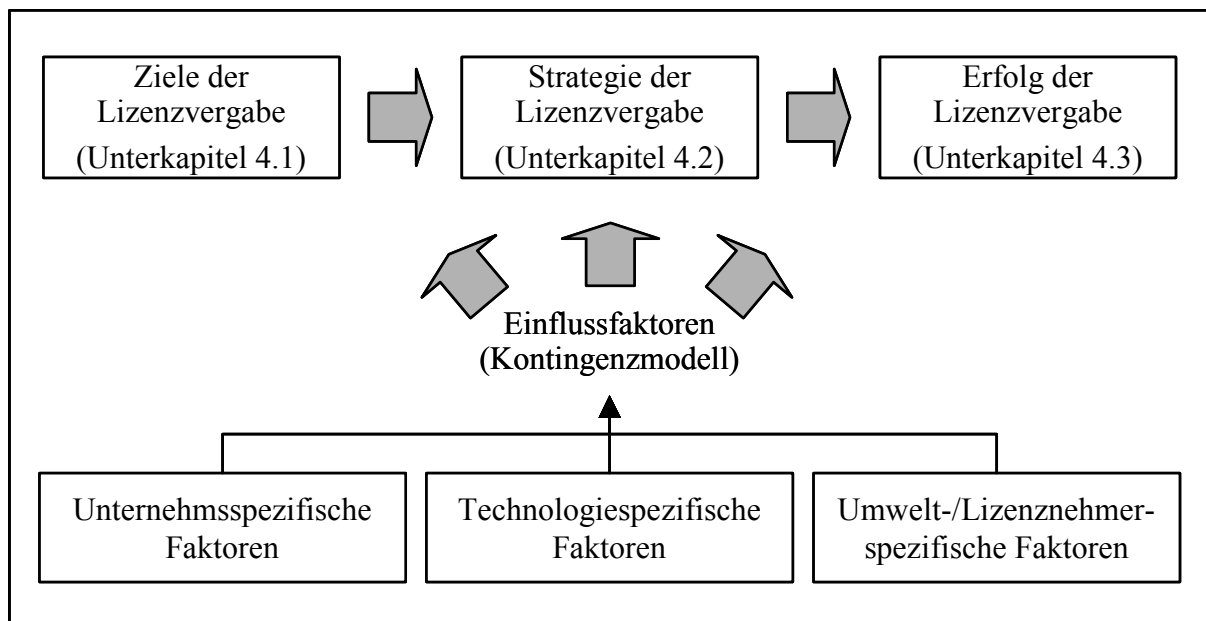 Ziele der
Lizenzvergabe
(Unterkapitel 4.1)
Strategie der
Lizenzvergabe
(Unterkapitel 4.2)
Erfolg der
Lizenzvergabe
(Unterkapitel 4.3)
Einflussfaktoren
(Kontingenzmodell)
Unternehmsspezifische
Faktoren
Technologiespezifische
Faktoren
Umwelt-/Lizenznehmer-
spezifische Faktoren